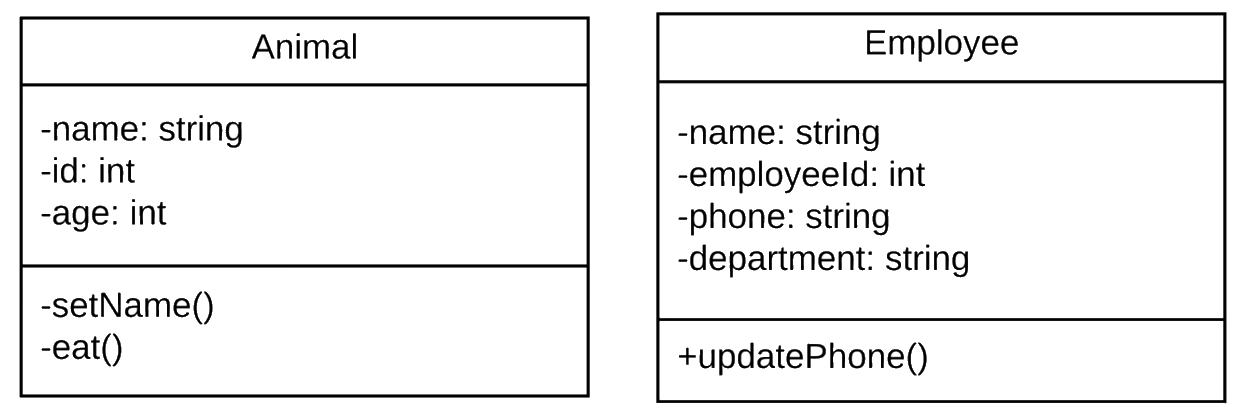 Animal
-name: string
-id: int
-age: int
-setName()
-eat()
Employee
-name: string
-employeeId: int
-phone: string
-department: string
+updatePhone()